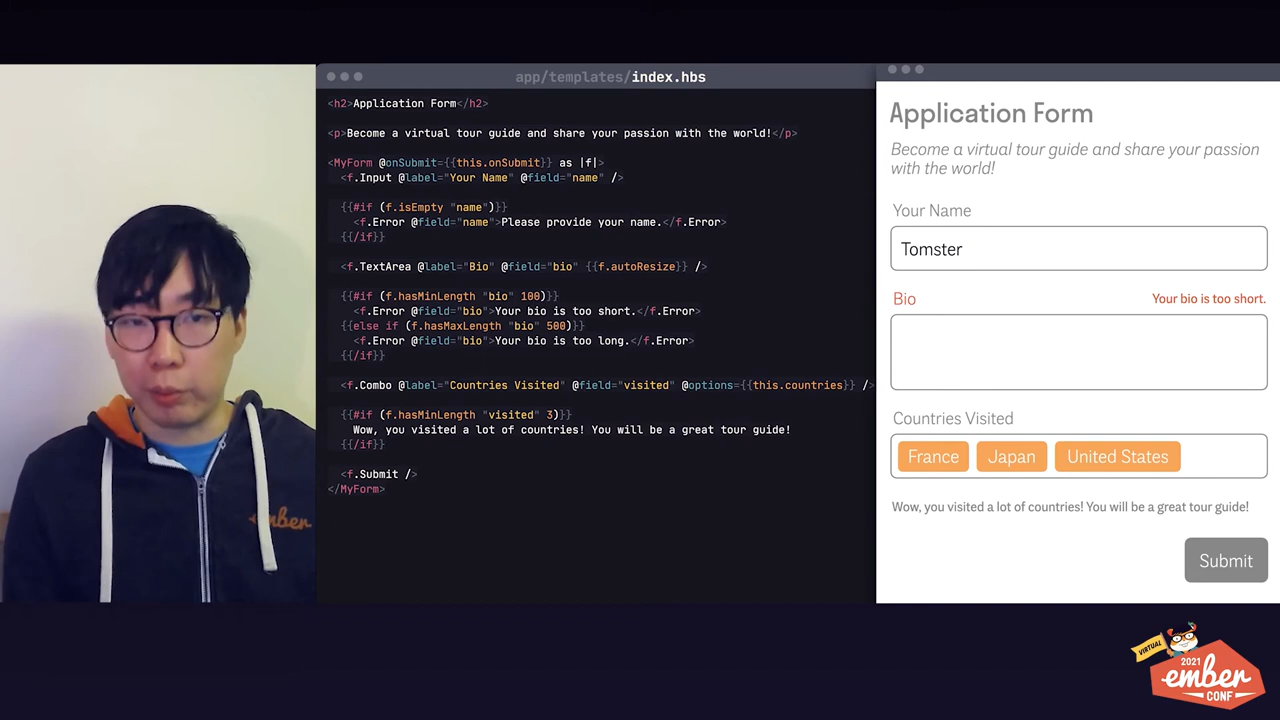 app/templates/index.hbs
<h2>Application Form</h2>
<p>Become a virtual tour guide and share your passion with the world!</p>
<MyForm @onSubmit={{this.onSubmit}} as |f|>
<f.Input @label="Your Name" @field="name" />
{{#if (f.isEmpty "name")}}
<f.Error @field="name">Please provide your name.</f.Error>
{{/if}}
<f.TextArea @label="Bio" @field="bio" {{f.autoResize}} />
{{#if (f.hasMinLength "bio" 100)}}
<f.Error @field="bio">Your bio is too short.</f.Error>
{{else if (f.hasMaxLength "bio" 500)}}
<f.Error @field="bio">Your bio is too long.</f.Error>
{{/if}}
<f.Combo @label="Countries Visited" @field="visited" @options={{this.countries}} />
{{#if (f.hasMinLength "visited" 3)}}
Wow, you visited a lot of countries! You will be a great tour guide!
{{/if}}
<f.Submit />
</MyForm>
Application Form
Become a virtual tour guide and share your passion
with the world!
Your Name
Tomster
Bio Your bio is too short.
Countries Visited
France Japan United States
Wow, you visited a lot of countries! You will be a great tour guide!
Submit
ember
VIRTUAL
2021
ember
CONF